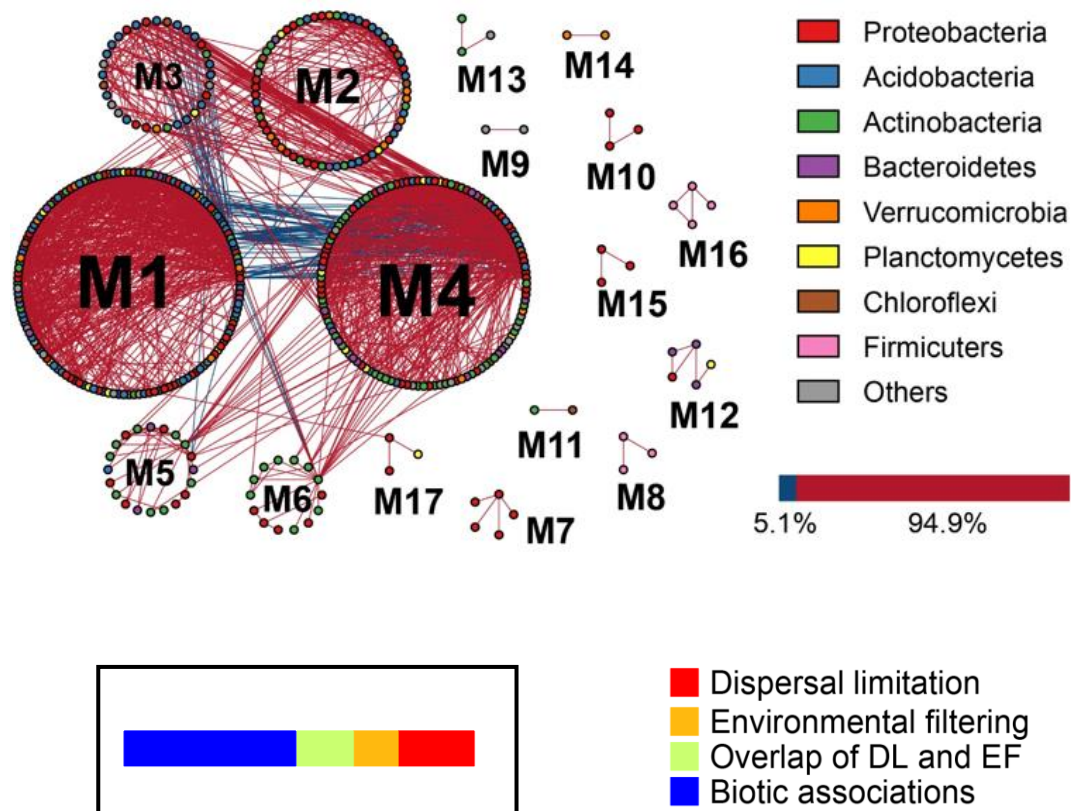 M3
M2
M13
M14
M9
M10
M16
M1
M4
M15
M12
M11
M5
M6
M17
M8
M7
Proteobacteria
Acidobacteria
Actinobacteria
Bacteroidetes
Verrucomicrobia
Planctomycetes
Chloroflexi
Firmicuters
Others
5.1% 94.9%
Dispersal limitation
Environmental filtering
Overlap of DL and EF
Biotic associations